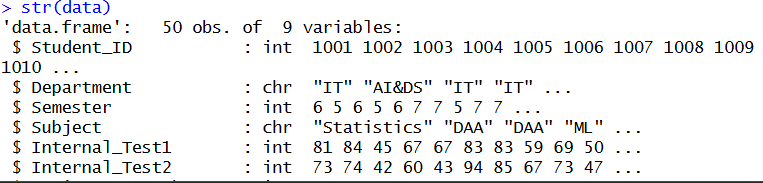 > str(data)
'data.frame':   50 obs. of  9 variables:
 $ Student_ID          : int  1001 1002 1003 1004 1005 1006 1007 1008 1009
1010 ...
 $ Department          : chr  "IT" "AI&DS" "IT" "IT" ...
 $ Semester            : int  6 5 6 5 6 7 7 5 7 7 ...
 $ Subject             : chr  "Statistics" "DAA" "DAA" "ML" ...
 $ Internal_Test1      : int  81 84 45 67 67 83 83 59 69 50 ...
 $ Internal_Test2      : int  73 74 42 60 43 94 85 67 73 47 ...